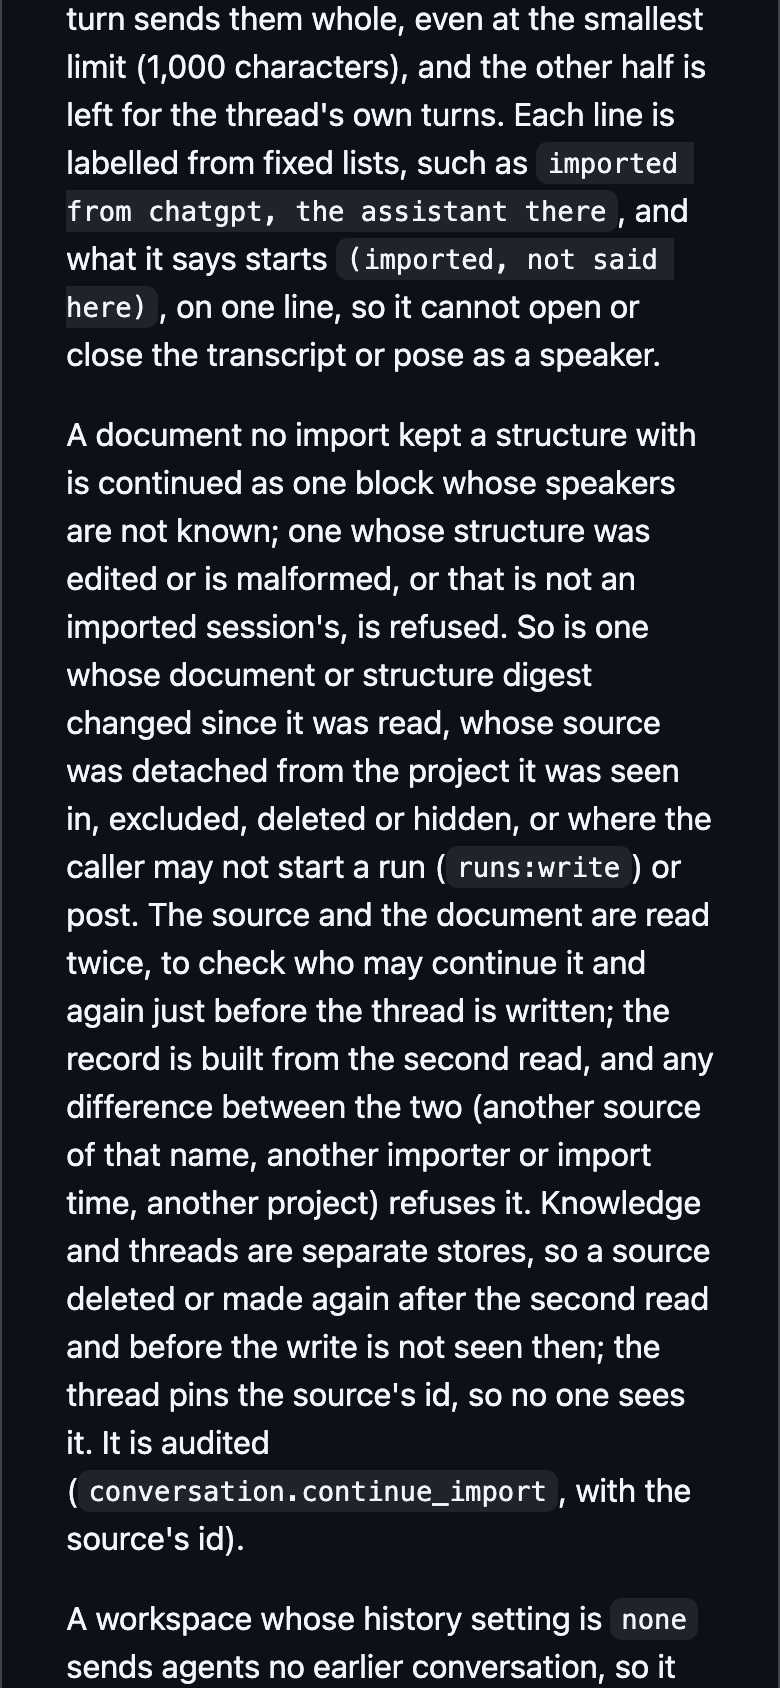 turn sends them whole, even at the smallest
limit (1,000 characters), and the other half is
left for the thread's own turns. Each line is
labelled from fixed lists, such as imported
from chatgpt, the assistant there, and
what it says starts (imported, not said
here), on one line, so it cannot open or
close the transcript or pose as a speaker.
A document no import kept a structure with
is continued as one block whose speakers
are not known; one whose structure was
edited or is malformed, or that is not an
imported session's, is refused. So is one
whose document or structure digest
changed since it was read, whose source
was detached from the project it was seen
in, excluded, deleted or hidden, or where the
caller may not start a run (runs:write) or
post. The source and the document are read
twice, to check who may continue it and
again just before the thread is written; the
record is built from the second read, and any
difference between the two (another source
of that name, another importer or import
time, another project) refuses it. Knowledge
and threads are separate stores, so a source
deleted or made again after the second read
and before the write is not seen then; the
thread pins the source's id, so no one sees
it. It is audited
(conversation.continue_import, with the
source's id).
A workspace whose history setting is none
sends agents no earlier conversation, so it